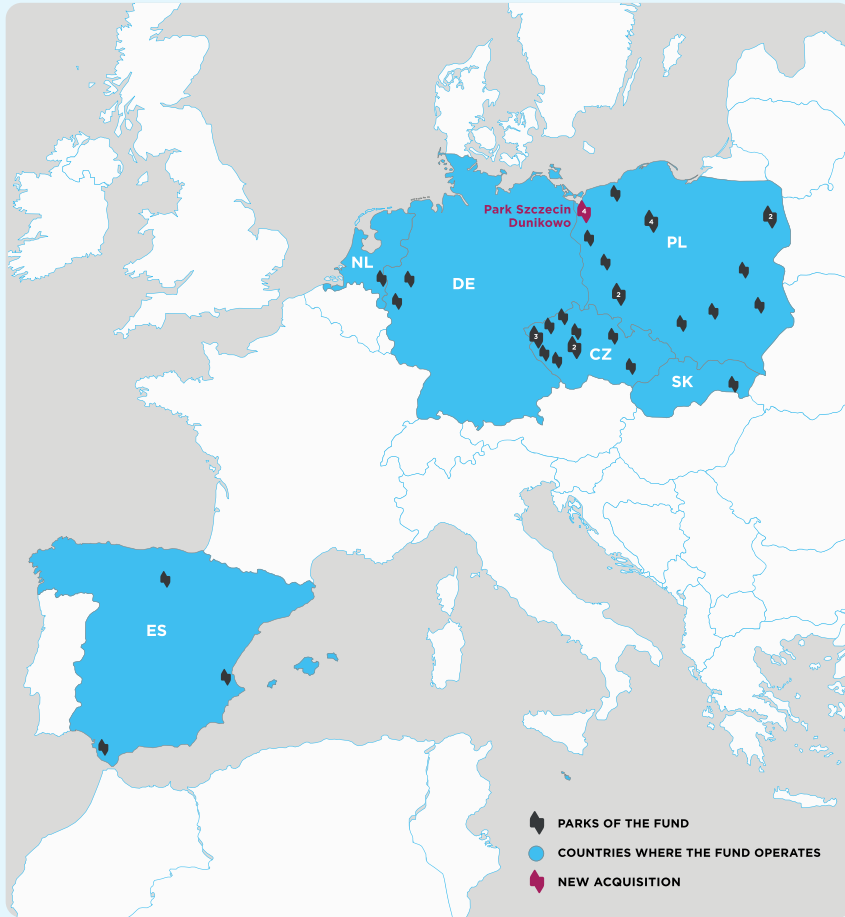 Park Szczecin
Dunikowo
4
4
2
PL
NL
DE
2
3
2
CZ
SK
ES
PARKS OF THE FUND
COUNTRIES WHERE THE FUND OPERATES
NEW ACQUISITION